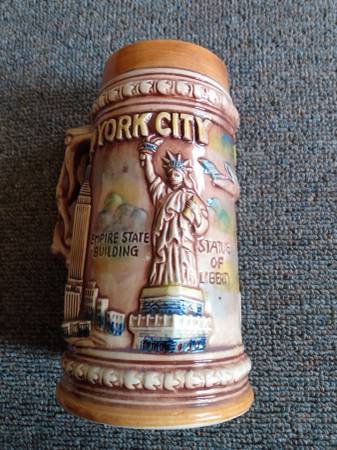 YORK CITY
EMPIRE STATE
BUILDING
STATUE
OF
LIBERTY